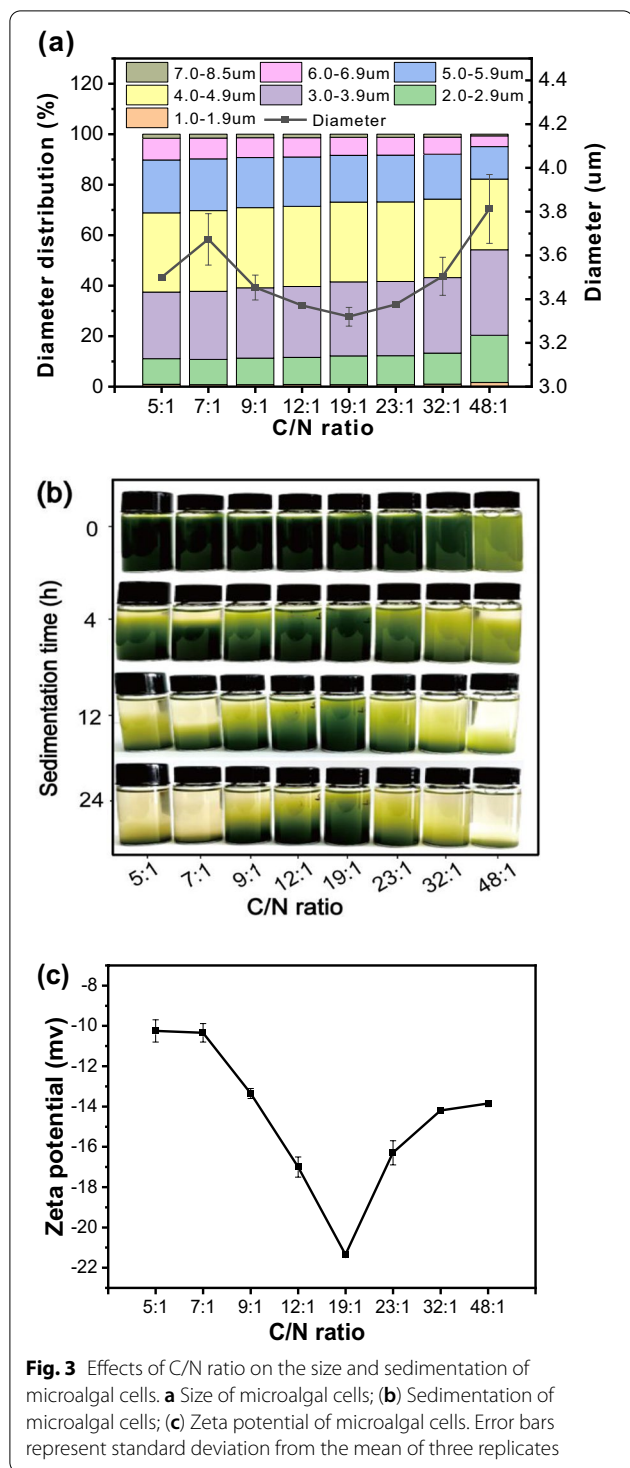 (a)
7.0-8.5um 6.0-6.9um 5.0-5.9um
4.0-4.9um 3.0-3.9um 2.0-2.9um
1.0-1.9um Diameter
Diameter distribution (%)
120
100
80
60
40
20
0
Diameter (um)
4.4
4.2
4.0
3.8
3.6
3.4
3.2
3.0
5:1 7:1 9:1 12:1 19:1 23:1 32:1 48:1
C/N ratio
(b)
Sedimentation time (h)
0
4
12
24
5:1 7:1 9:1 12:1 19:1 23:1 32:1 48:1
C/N ratio
(c)
Zeta potential (mv)
-8
-10
-12
-14
-16
-18
-20
-22
5:1 7:1 9:1 12:1 19:1 23:1 32:1 48:1
C/N ratio
Fig. 3 Effects of C/N ratio on the size and sedimentation of
microalgal cells. a Size of microalgal cells; (b) Sedimentation of
microalgal cells; (c) Zeta potential of microalgal cells. Error bars
represent standard deviation from the mean of three replicates